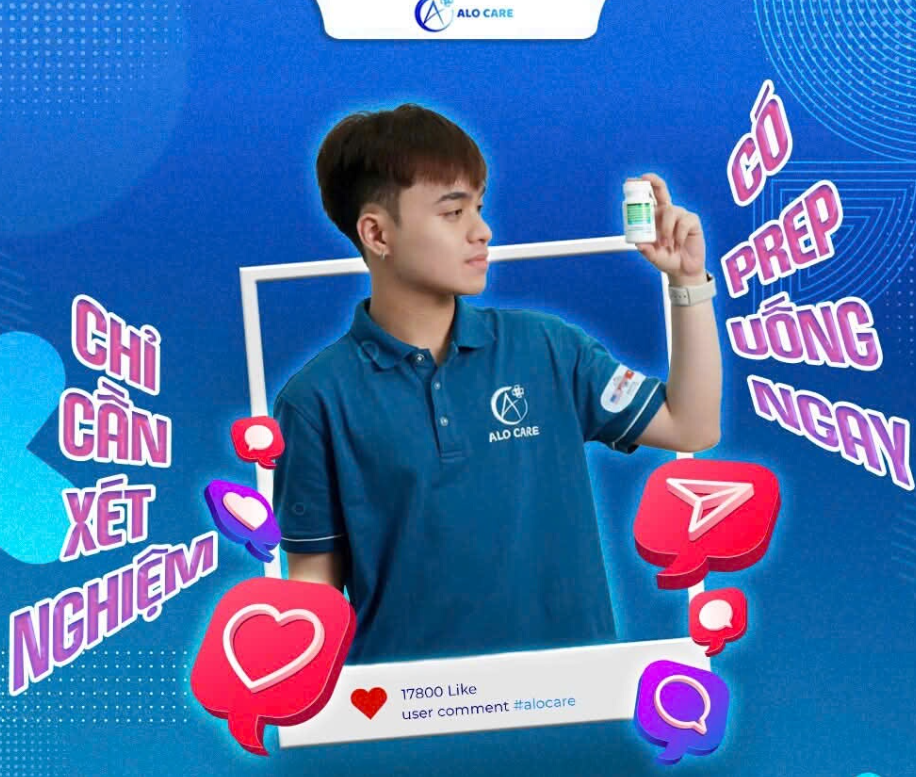 ALO CARE
CHỈ
CẦN
XÉT
NGHIỆM
CÓ
PREP
UỐNG
NGAY
ALO CARE
17800 Like
user comment #alocare